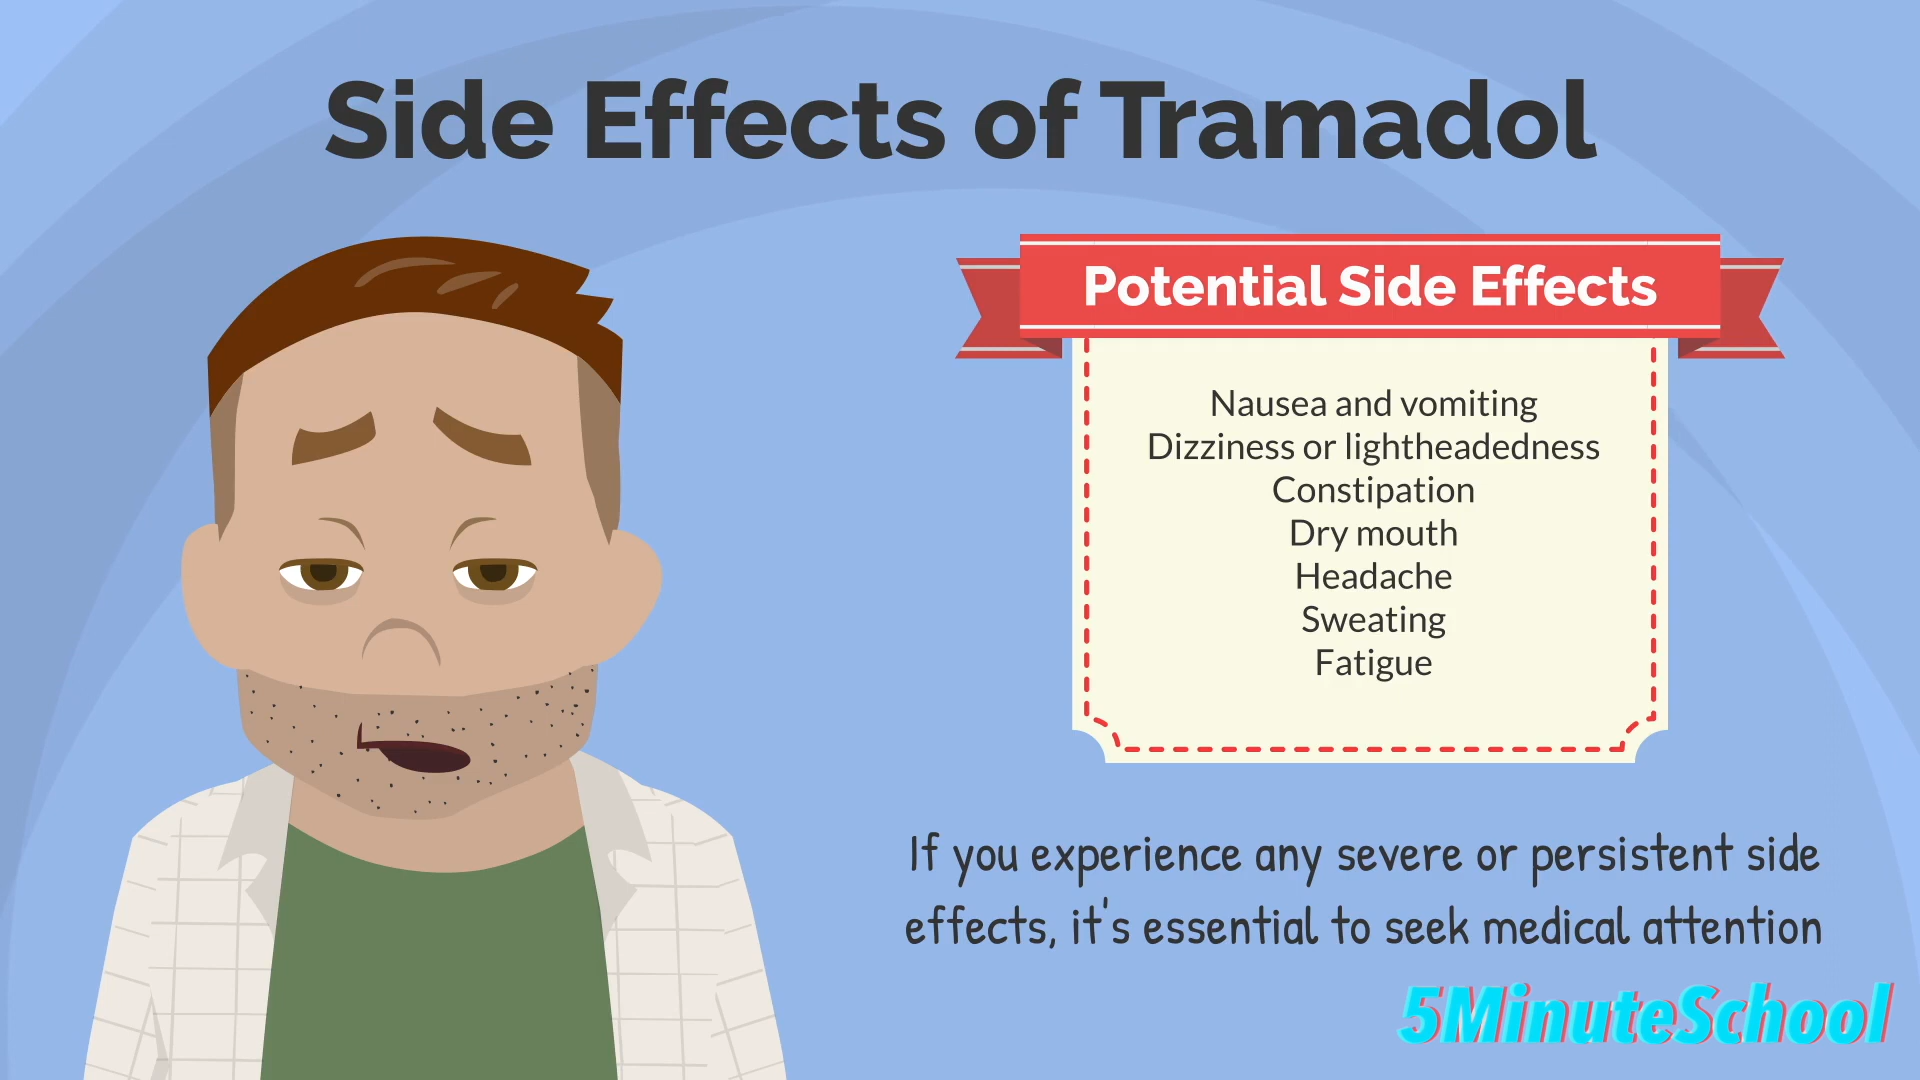 Side Effects of Tramadol
Potential Side Effects
Nausea and vomiting
Dizziness or lightheadedness
Constipation
Dry mouth
Headache
Sweating
Fatigue
If you experience any severe or persistent side
effects, it's essential to seek medical attention
5MinuteSchool